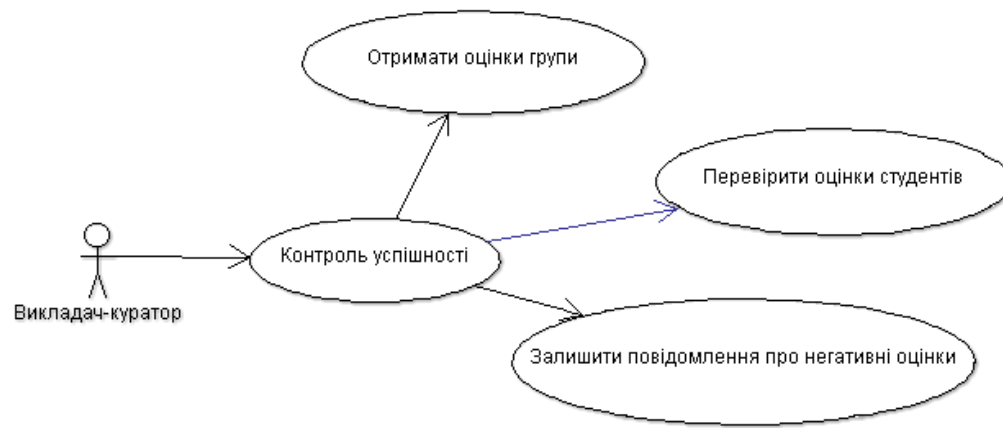 Отримати оцінки групи
Перевірити оцінки студентів
Контроль успішності
Викладач-куратор
Залишити повідомлення про негативні оцінки